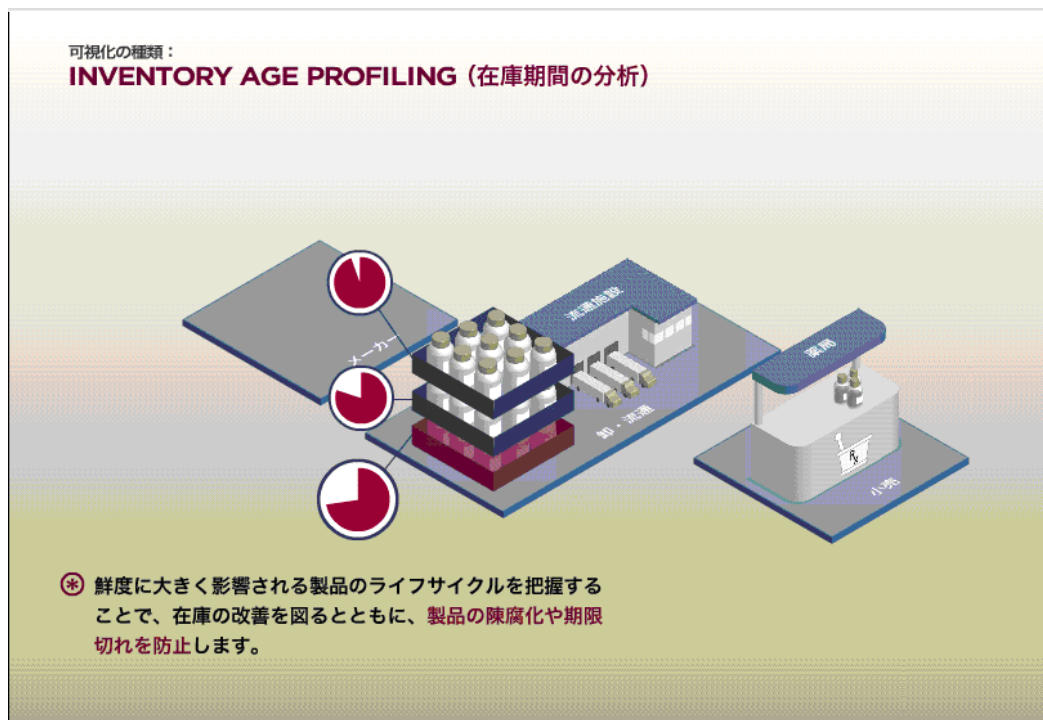 可視化の種類：
INVENTORY AGE PROFILING（在庫期間の分析）
流通施設
メーカー
薬局
卸・流通
Rx
小売
鮮度に大きく影響される製品のライフサイクルを把握する
ことで、在庫の改善を図るとともに、製品の陳腐化や期限
切れを防止します。